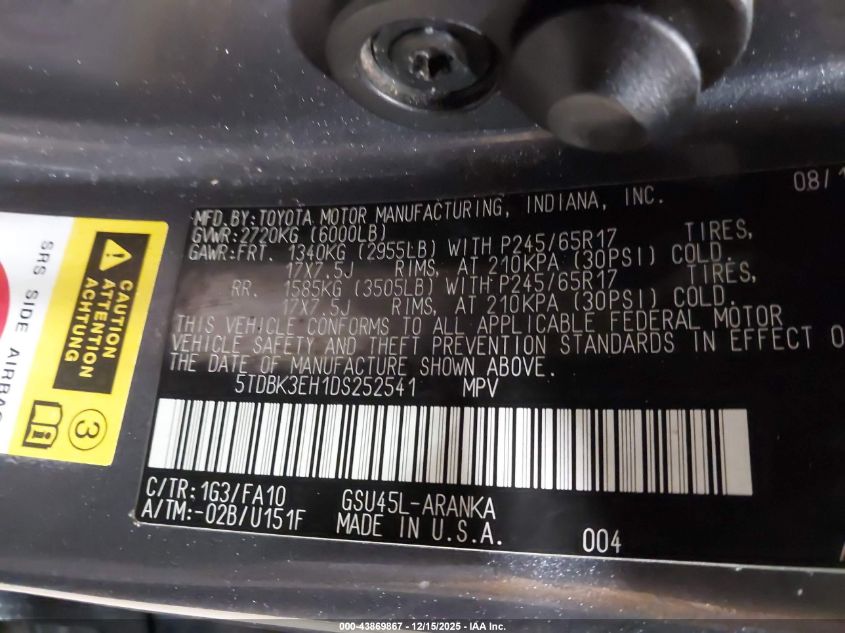 08/1
MFD.BY:TOYOTA MOTOR MANUFACTURING, INDIANA, INC.
GVWR:2720KG (6000LB)
GAWR:FRT. 1340KG (2955LB) WITH P245/65R17 TIRES,
17X7.5J RIMS, AT 210KPA (30PSI) COLD.
RR. 1585KG (3505LB) WITH P245/65R17 TIRES,
17X7.5J RIMS, AT 210KPA (30PSI) COLD.
THIS VEHICLE CONFORMS TO ALL APPLICABLE FEDERAL MOTOR
VEHICLE SAFETY AND THEFT PREVENTION STANDARDS IN EFFECT O
THE DATE OF MANUFACTURE SHOWN ABOVE.
5TDBK3EH1DS252541 MPV
C/TR:1G3/FA10 GSU45L-ARANKA
A/TM:-02B/U151F MADE IN U.S.A. 004
SRS SIDE AIRBAG
CAUTION
ATTENTION
ACHTUNG
3
000-43869867 - 12/15/2025 - IAA Inc.